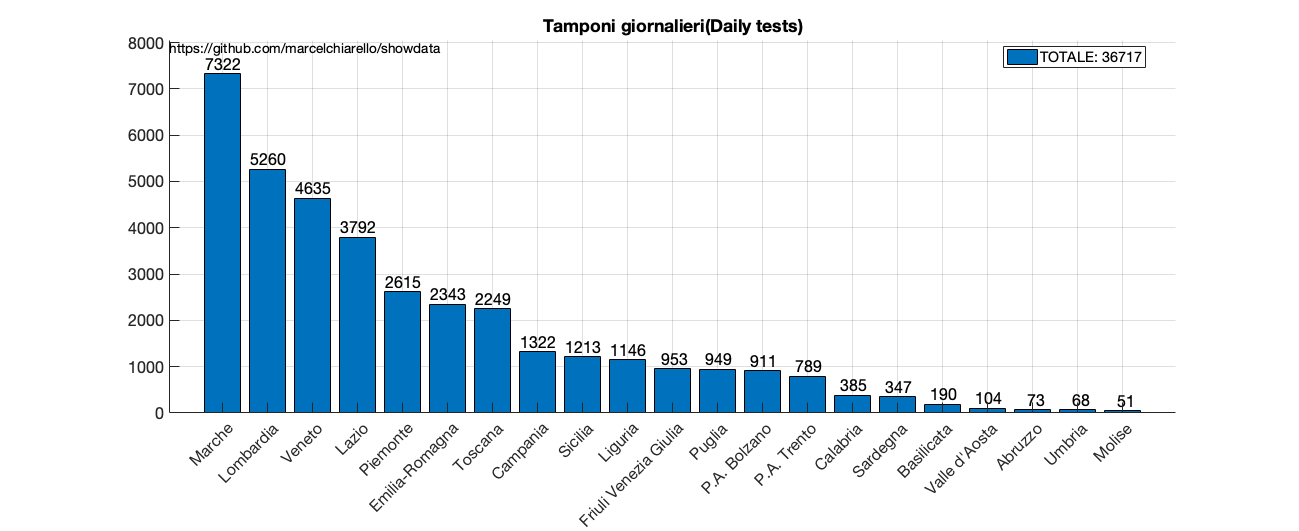 Tamponi giornalieri(Daily tests)
https://github.com/marcelchiarello/showdata
TOTALE: 36717
8000
7000
6000
5000
4000
3000
2000
1000
0
7322
5260
4635
3792
2615
2343
2249
1322
1213
1146
953
949
911
789
385
347
190
104
73
68
51
Marche
Lombardia
Veneto
Lazio
Piemonte
Emilia-Romagna
Toscana
Campania
Sicilia
Liguria
Friuli Venezia Giulia
Puglia
P.A. Bolzano
P.A. Trento
Calabria
Sardegna
Basilicata
Valle d'Aosta
Abruzzo
Umbria
Molise